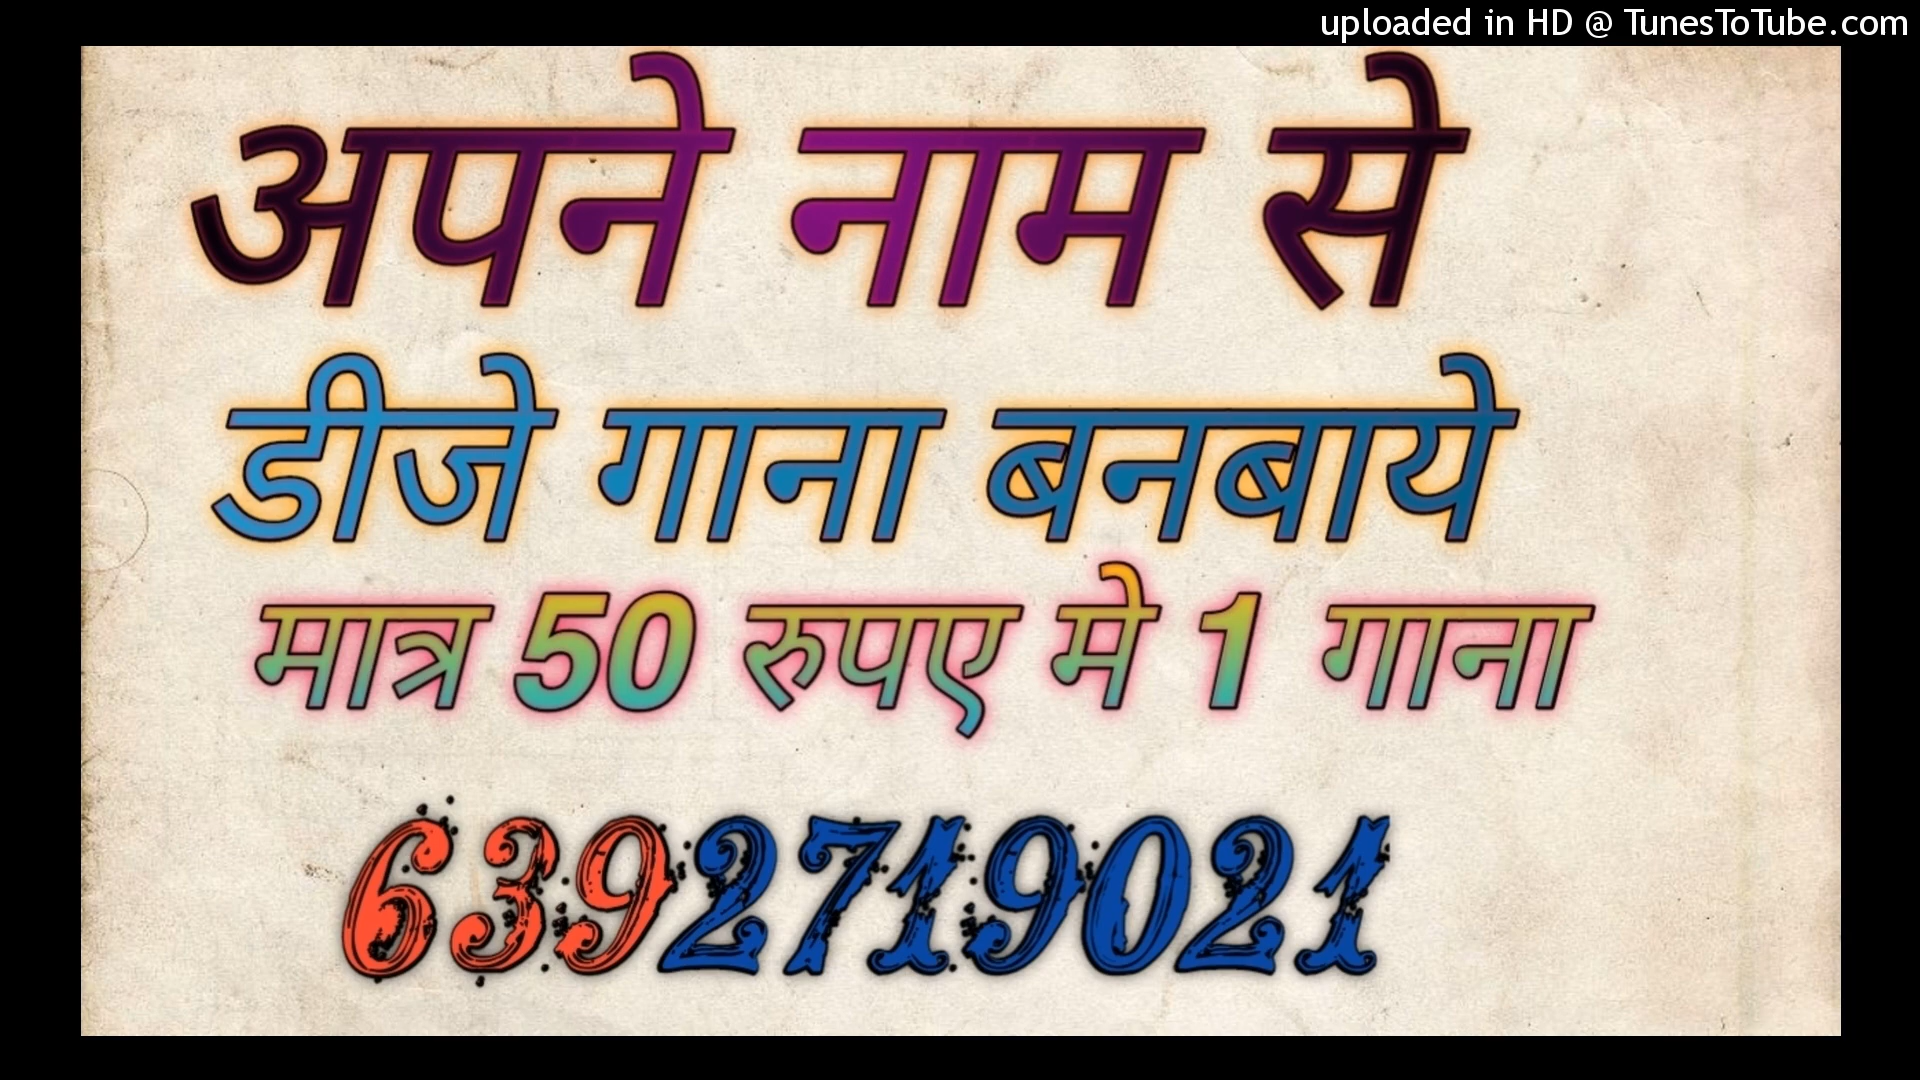 uploaded in HD @ TunesToTube.com
अपने नाम से
डीजे गाना बनबाये
मात्र 50 रुपए मे 1 गाना
6392719021